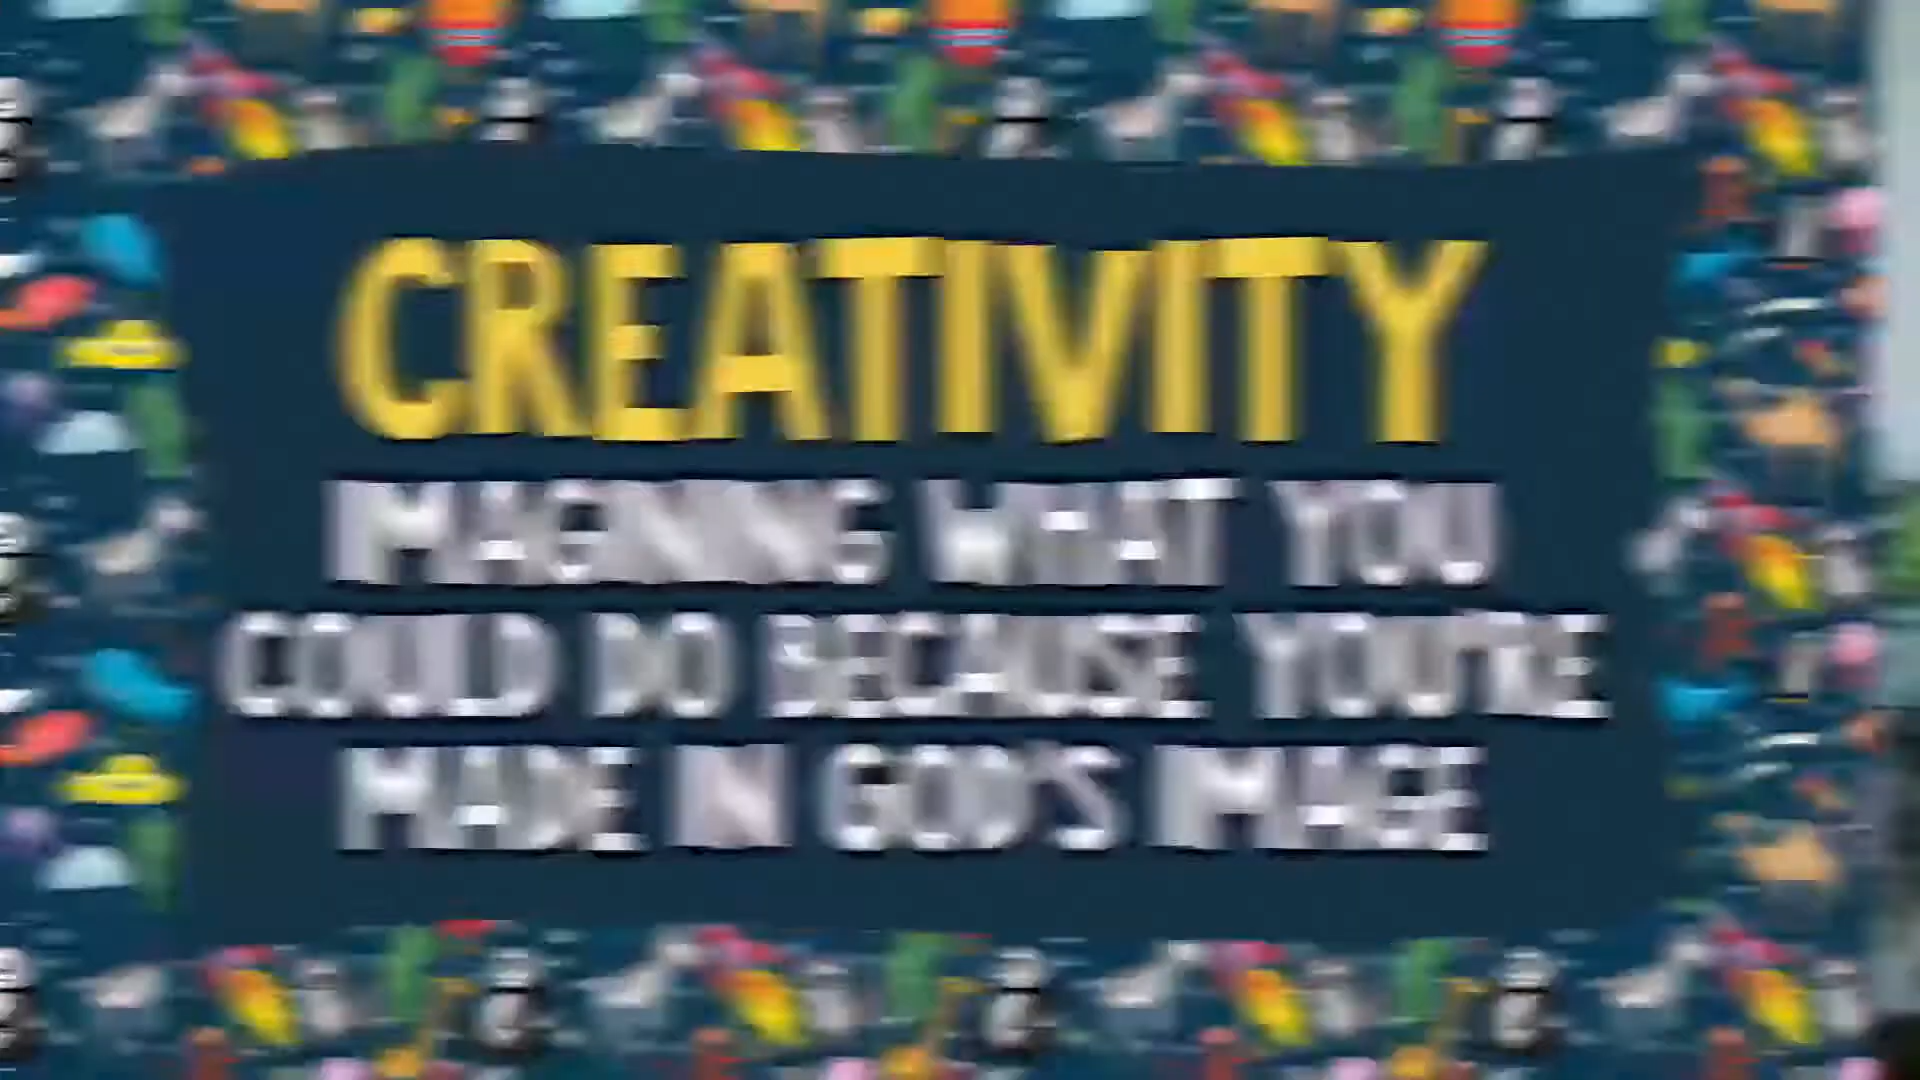 CREATIVITY
IMAGINING WHAT YOU
COULD DO BECAUSE YOU'RE
MADE IN GOD'S IMAGE